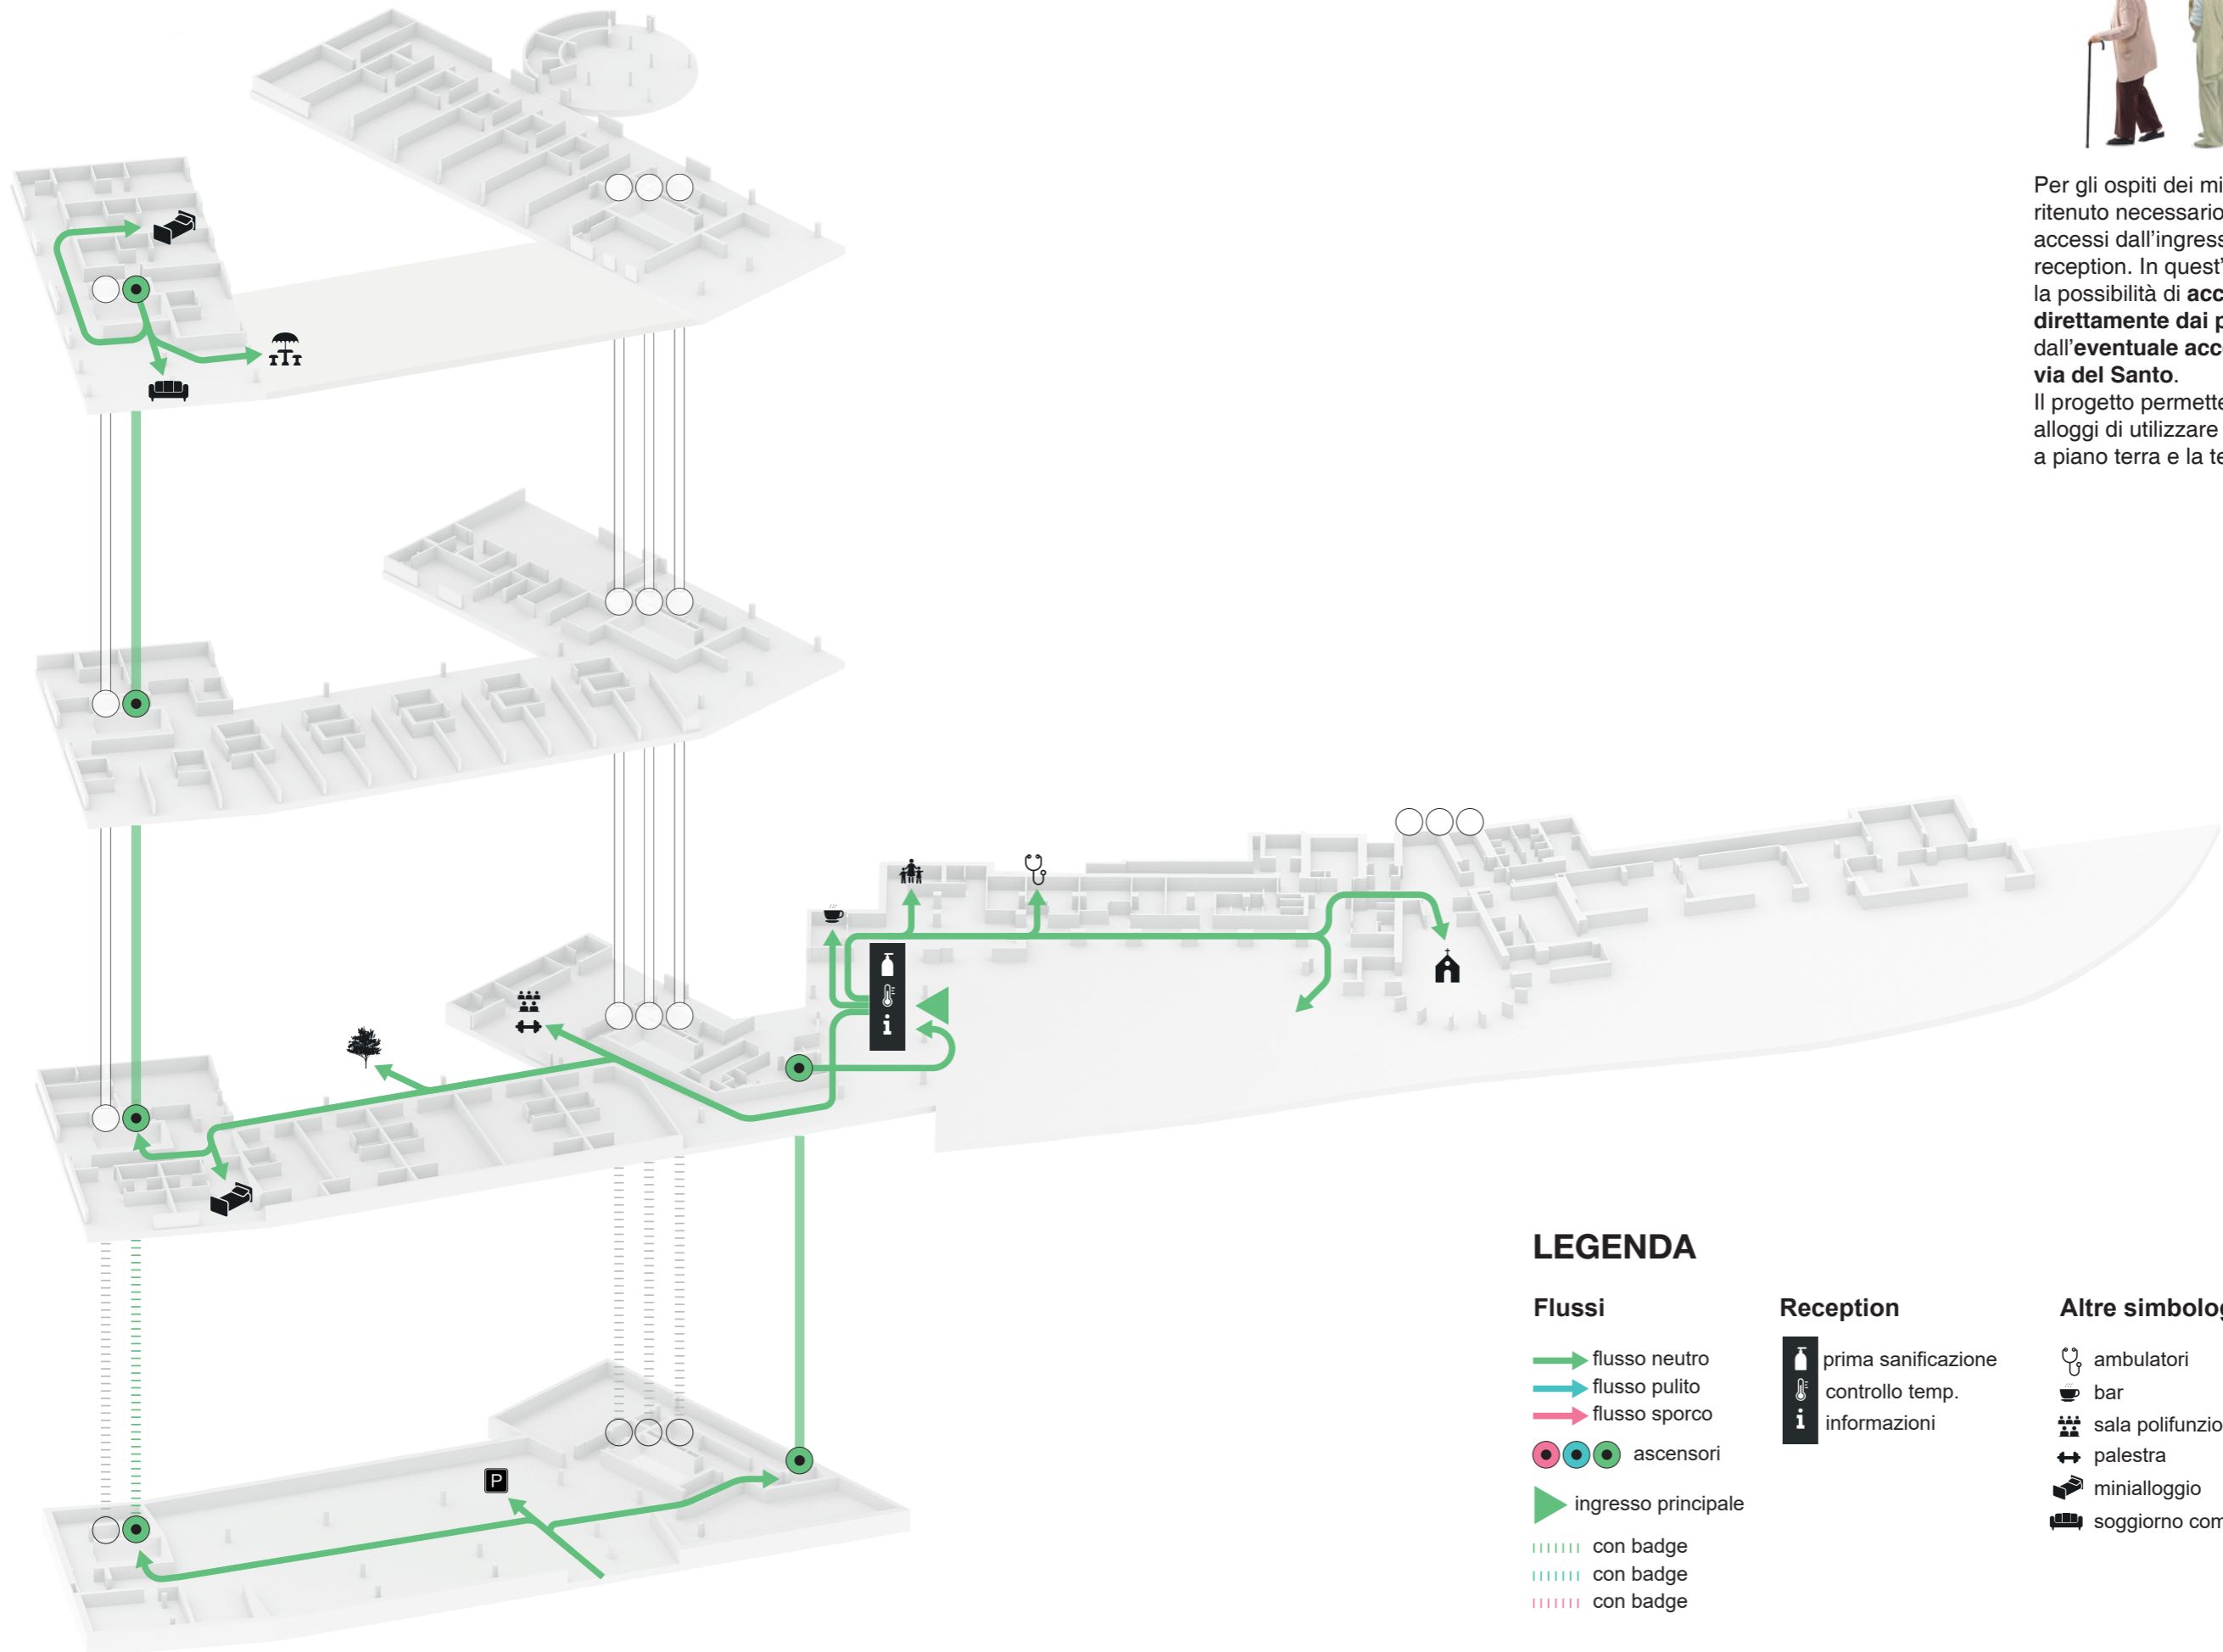 Per gli ospiti dei mi
ritenuto necessario
accessi dall'ingress
reception. In quest'
la possibilità di acc
direttamente dai p
dall'eventuale acc
via del Santo.
Il progetto permette
alloggi di utilizzare
a piano terra e la te
P
i
LEGENDA
Flussi
flusso neutro
flusso pulito
flusso sporco
ascensori
ingresso principale
con badge
con badge
con badge
Reception
prima sanificazione
controllo temp.
i informazioni
Altre simbolog
ambulatori
bar
sala polifunzio
palestra
minialloggio
soggiorno com